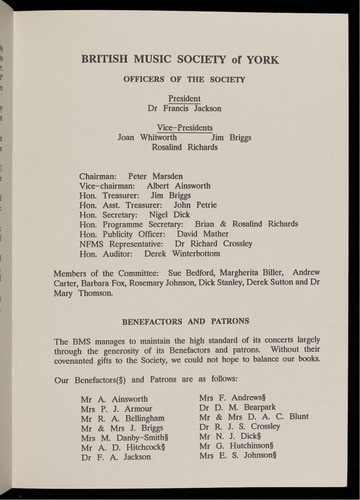 BRITISH MUSIC SOCIETY of YORK
OFFICERS OF THE SOCIETY
President
Dr Francis Jackson
Vice-Presidents
Joan Whitworth Jim Briggs
Rosalind Richards
Chairman: Peter Marsden
Vice-chairman: Albert Ainsworth
Hon. Treasurer: Jim Briggs
Hon. Asst. Treasurer: John Petrie
Hon. Secretary: Nigel Dick
Hon. Programme Secretary: Brian & Rosalind Richards
Hon. Publicity Officer: David Mather
NFMS Representative: Dr Richard Crossley
Hon. Auditor: Derek Winterbottom
Members of the Committee: Sue Bedford, Margherita Biller, Andrew
Carter, Barbara Fox, Rosemary Johnson, Dick Stanley, Derek Sutton and Dr
Mary Thomson.
BENEFACTORS AND PATRONS
The BMS manages to maintain the high standard of its concerts largely
through the generosity of its Benefactors and patrons. Without their
covenanted gifts to the Society, we could not hope to balance our books.
Our Benefactors(§) and Patrons are as follows:
Mr A. Ainsworth
Mrs P. J. Armour
Mr R. A. Bellingham
Mr & Mrs J. Briggs
Mrs M. Danby-Smith§
Mr A. D. Hitchcock§
Dr F. A. Jackson
Mrs F. Andrews§
Dr D. M. Bearpark
Mr & Mrs D. A. C. Blunt
Dr R. J. S. Crossley
Mr N. J. Dick§
Mr G. Hutchinson§
Mrs E. S. Johnson§